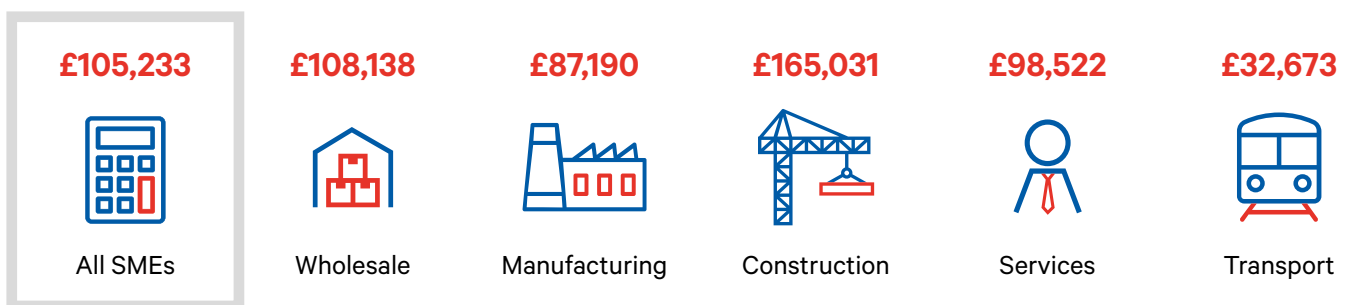 £105,233 £108,138 £87,190 £165,031 £98,522 £32,673
All SMEs Wholesale Manufacturing Construction Services Transport